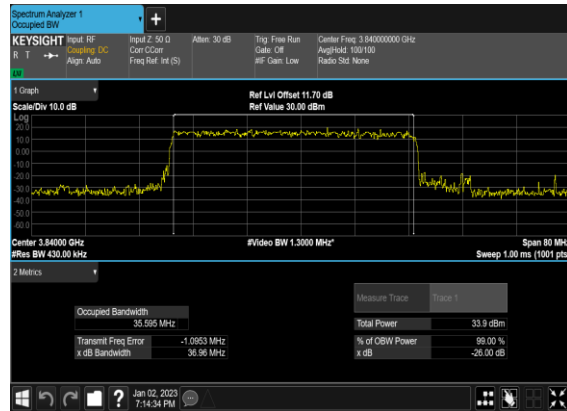 Spectrum Analyzer 1
Occupied BW
KEYSIGHT Input: RF Input Z: 50 Ω Atten: 30 dB Trig: Free Run Center Freq: 3.840000000 GHz
R T Coupling: DC Corr CCorr Gate: Off Avg|Hold: 100/100
Align: Auto Freq Ref: Int (S) #IF Gain: Low Radio Std: None
1 Graph
Ref Lvl Offset 11.70 dB
Scale/Div 10.0 dB Ref Value 30.00 dBm
Log
20.0
10.0
0.00
-10.0
-20.0
-30.0
-40.0
-50.0
-60.0
Center 3.84000 GHz #Video BW 1.3000 MHz* Span 80 MHz
#Res BW 430.00 kHz Sweep 1.00 ms (1001 pts
2 Metrics
Measure Trace Trace 1
Occupied Bandwidth
35.595 MHz Total Power 33.9 dBm
Transmit Freq Error -1.0953 MHz % of OBW Power 99.00 %
x dB Bandwidth 36.96 MHz x dB -26.00 dB
Jan 02, 2023
7:14:34 PM